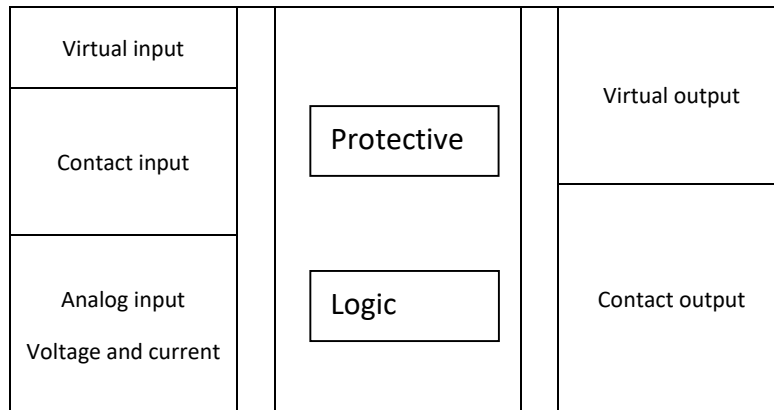 Virtual input
Contact input
Analog input
Voltage and current
Protective
Logic
Virtual output
Contact output